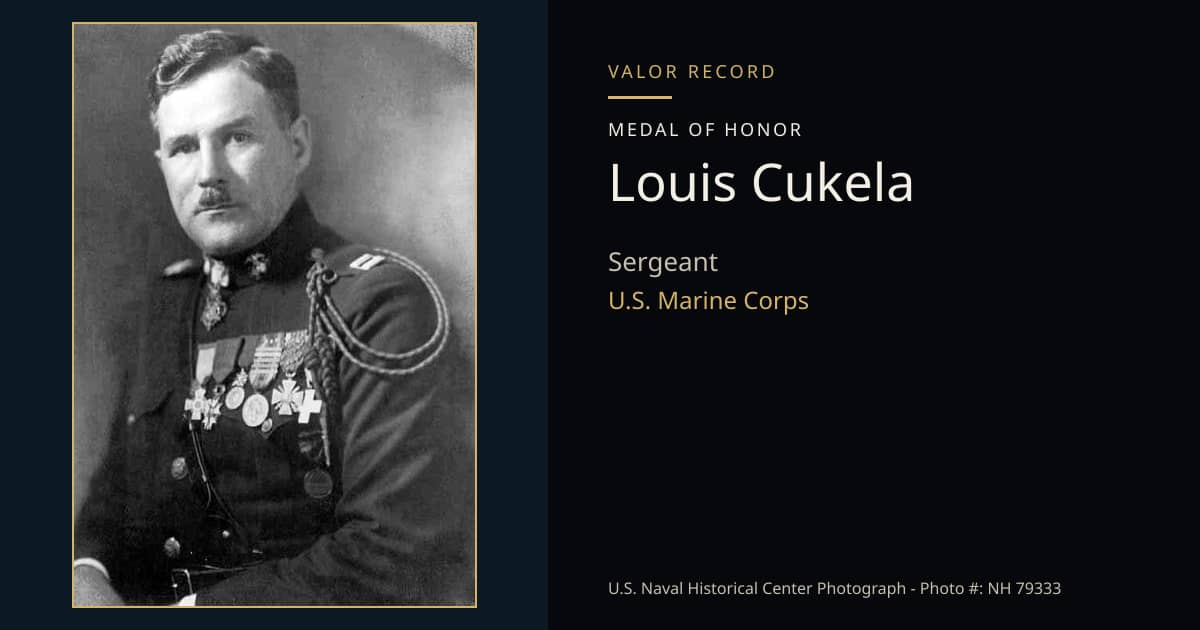 VALOR RECORD
MEDAL OF HONOR
Louis Cukela
Sergeant
U.S. Marine Corps
U.S. Naval Historical Center Photograph - Photo #: NH 79333